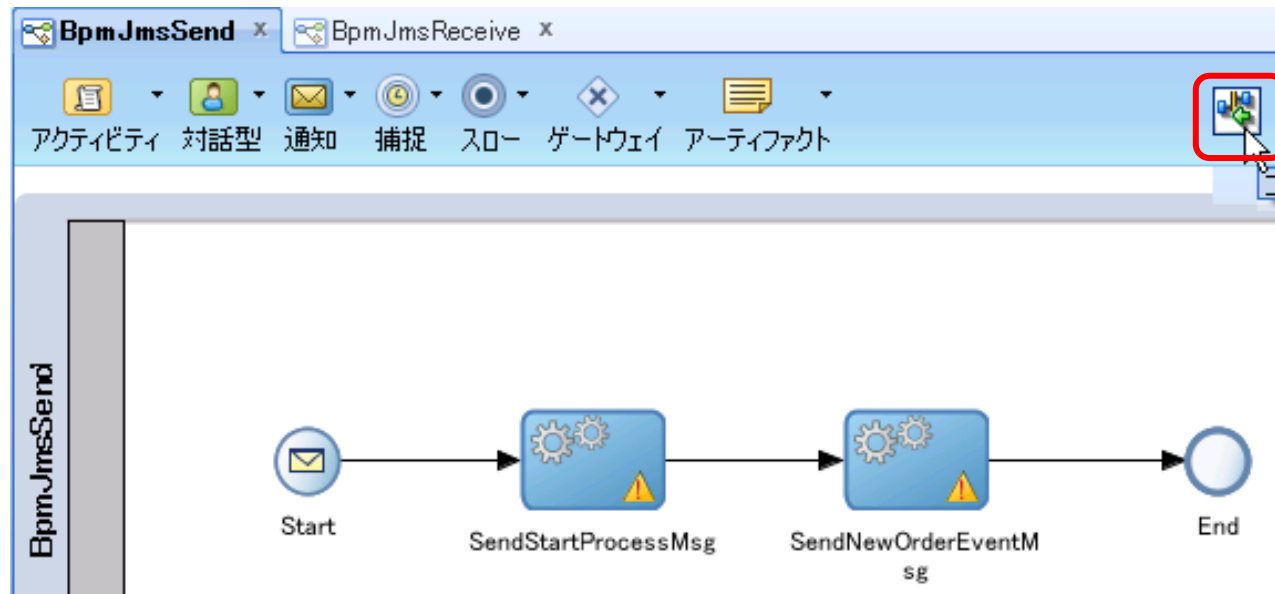 BpmJmsSend x BpmJmsReceive x
アクティビティ 対話型 通知 捕捉 スロー ゲートウェイ アーティファクト
BpmJmsSend
Start
SendStartProcessMsg
SendNewOrderEventM
sg
End